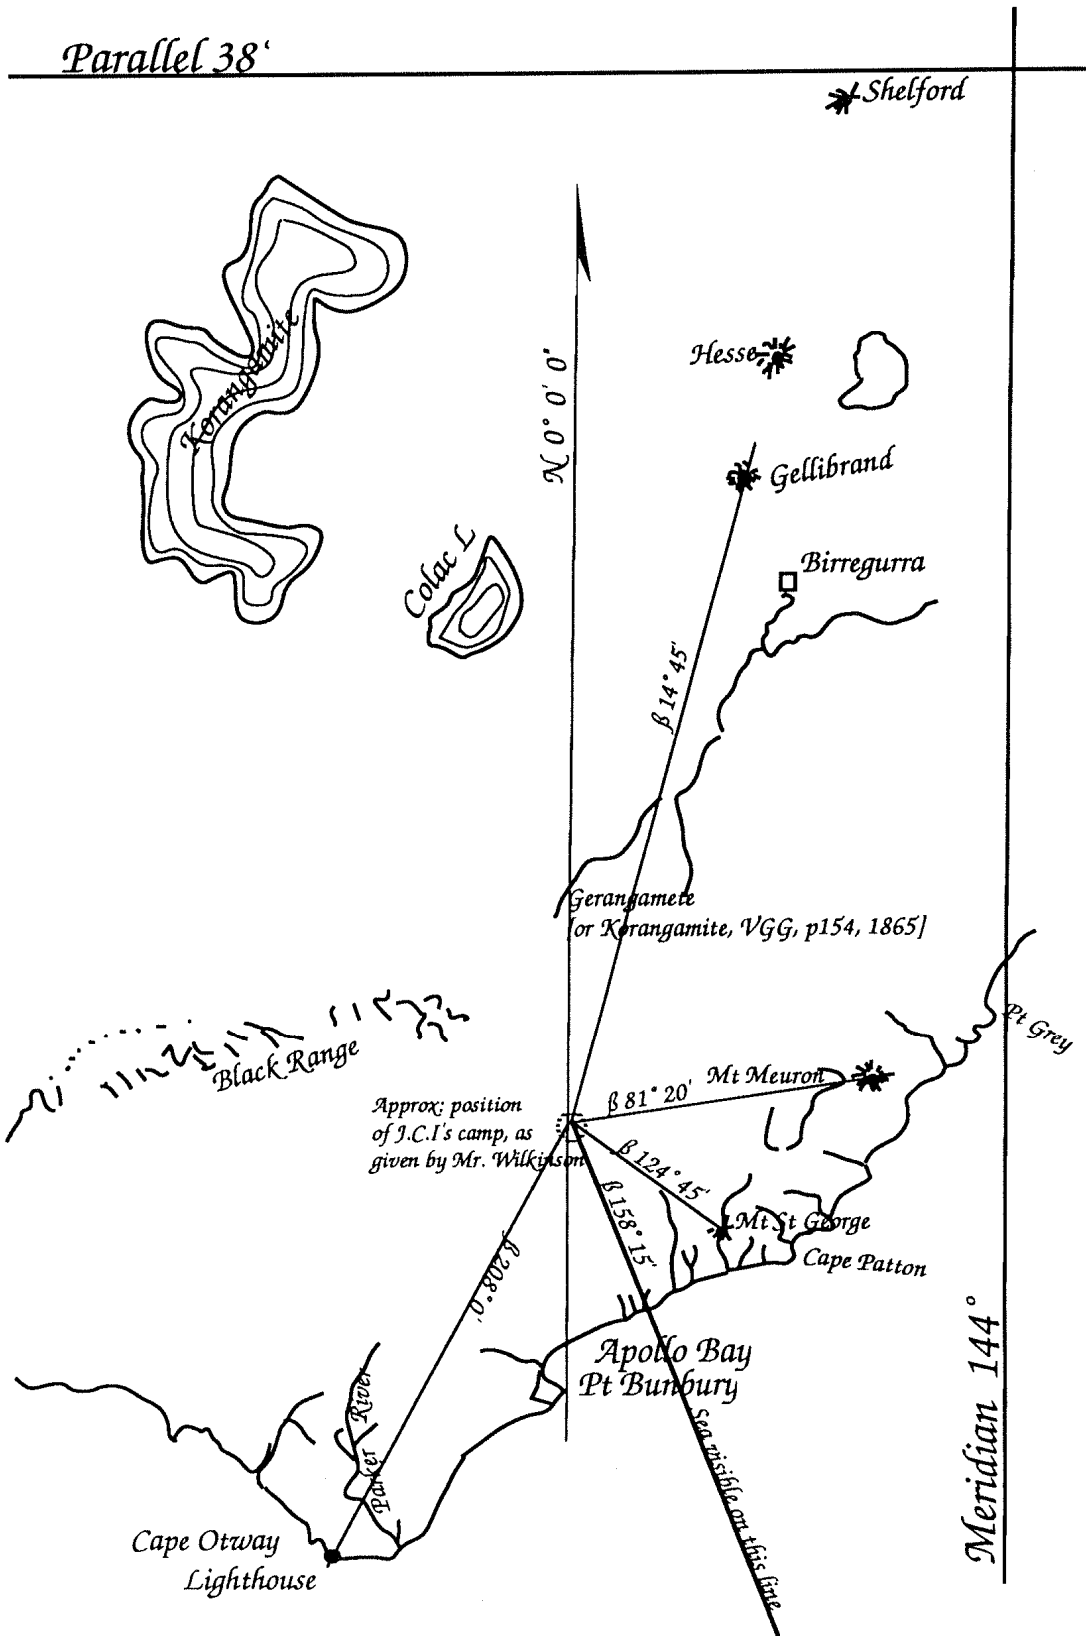 Parallel 38'
Shelford
Korangamite
N 0° 0' 0"
Hesse
Gellibrand
Colac L
Birregurra
β 14° 45'
Gerangamete
[or Korangamite, VGG, p154, 1865]
Pt Grey
Black Range
Mt Meuron
β 81° 20'
Approx: position
of J.C.I's camp, as
given by Mr. Wilkinson
β 124° 45'
β 158° 15'
Mt St George
Cape Patton
β 208° 0'
Apollo Bay
Pt Bunbury
Meridian 144°
Parker River
Sea visible on this line
Cape Otway
Lighthouse